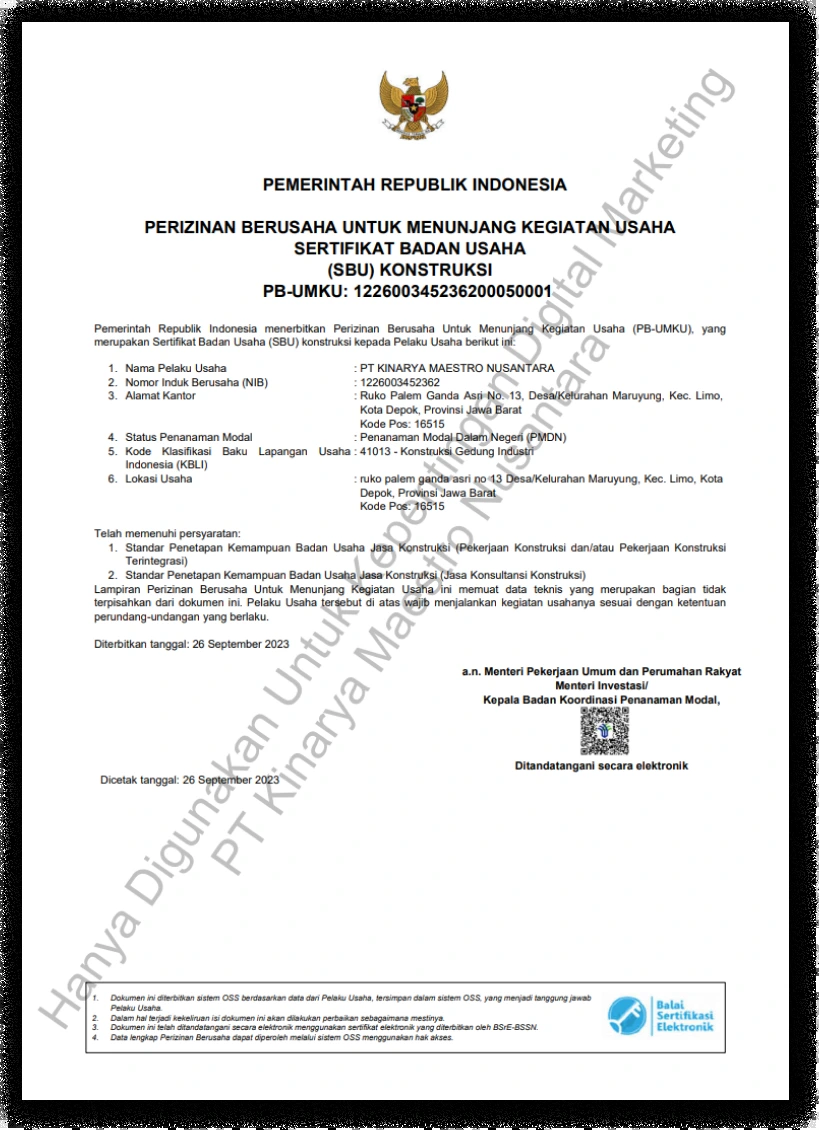 PEMERINTAH REPUBLIK INDONESIA
PERIZINAN BERUSAHA UNTUK MENUNJANG KEGIATAN USAHA
SERTIFIKAT BADAN USAHA
(SBU) KONSTRUKSI
PB-UMKU: 122600345236200050001
Pemerintah Republik Indonesia menerbitkan Perizinan Berusaha Untuk Menunjang Kegiatan Usaha (PB-UMKU), yang
merupakan Sertifikat Badan Usaha (SBU) konstruksi kepada Pelaku Usaha berikut ini:
1. Nama Pelaku Usaha : PT KINARYA MAESTRO NUSANTARA
2. Nomor Induk Berusaha (NIB) : 1226003452362
3. Alamat Kantor : Ruko Palem Ganda Asri No. 13, Desa/Kelurahan Maruyung, Kec. Limo,
Kota Depok, Provinsi Jawa Barat
Kode Pos: 16515
4. Status Penanaman Modal : Penanaman Modal Dalam Negeri (PMDN)
5. Kode Klasifikasi Baku Lapangan Usaha : 41013 - Konstruksi Gedung Industri
Indonesia (KBLI)
6. Lokasi Usaha : ruko palem ganda asri no 13 Desa/Kelurahan Maruyung, Kec. Limo, Kota
Depok, Provinsi Jawa Barat
Kode Pos: 16515
Telah memenuhi persyaratan:
1. Standar Penetapan Kemampuan Badan Usaha Jasa Konstruksi (Pekerjaan Konstruksi dan/atau Pekerjaan Konstruksi
Terintegrasi)
2. Standar Penetapan Kemampuan Badan Usaha Jasa Konstruksi (Jasa Konsultansi Konstruksi)
Lampiran Perizinan Berusaha Untuk Menunjang Kegiatan Usaha ini memuat data teknis yang merupakan bagian tidak
terpisahkan dari dokumen ini. Pelaku Usaha tersebut di atas wajib menjalankan kegiatan usahanya sesuai dengan ketentuan
perundang-undangan yang berlaku.
Diterbitkan tanggal: 26 September 2023
a.n. Menteri Pekerjaan Umum dan Perumahan Rakyat
Menteri Investasi/
Kepala Badan Koordinasi Penanaman Modal,
Ditandatangani secara elektronik
Dicetak tanggal: 26 September 2023
Hanya Digunakan Untuk Kepentingan Digital Marketing
PT Kinarya Maestro Nusantara
1. Dokumen ini diterbitkan sistem OSS berdasarkan data dari Pelaku Usaha, tersimpan dalam sistem OSS, yang menjadi tanggung jawab
Pelaku Usaha.
2. Dalam hal terjadi kekeliruan isi dokumen ini akan dilakukan perbaikan sebagaimana mestinya.
3. Dokumen ini telah ditandatangani secara elektronik menggunakan sertifikat elektronik yang diterbitkan oleh BSrE-BSSN.
4. Data lengkap Perizinan Berusaha dapat diperoleh melalui sistem OSS menggunakan hak akses.
Balai
Sertifikasi
Elektronik